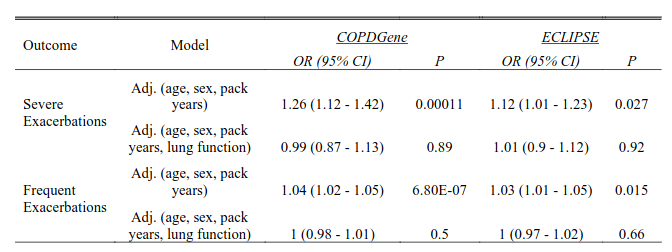 COPDGene ECLIPSE
Outcome Model
OR (95% CI) P OR (95% CI) P
Adj. (age, sex, pack
years) 1.26 (1.12 - 1.42) 0.00011 1.12 (1.01 - 1.23) 0.027
Severe
Exacerbations
Adj. (age, sex, pack
years, lung function) 0.99 (0.87 - 1.13) 0.89 1.01 (0.9 - 1.12) 0.92
Adj. (age, sex, pack
years) 1.04 (1.02 - 1.05) 6.80E-07 1.03 (1.01 - 1.05) 0.015
Frequent
Exacerbations
Adj. (age, sex, pack
years, lung function) 1 (0.98 - 1.01) 0.5 1 (0.97 - 1.02) 0.66